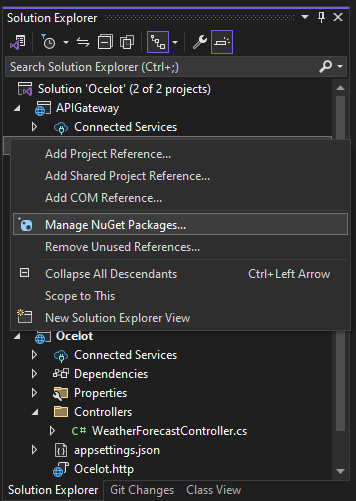 Solution Explorer
Search Solution Explorer (Ctrl+;)
Solution 'Ocelot' (2 of 2 projects)
APIGateway
Connected Services
Add Project Reference...
Add Shared Project Reference...
Add COM Reference...
Manage NuGet Packages...
Remove Unused References...
Collapse All Descendants Ctrl+Left Arrow
Scope to This
New Solution Explorer View
Ocelot
Connected Services
Dependencies
Properties
Controllers
C# WeatherForecastController.cs
appsettings.json
Ocelot.http
Solution Explorer Git Changes Class View